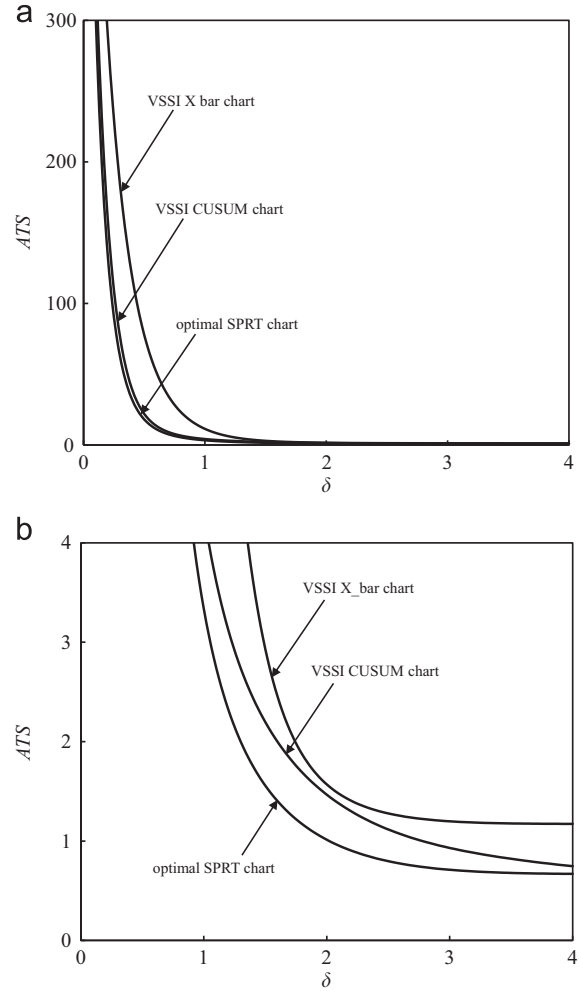 a
300
VSSI X bar chart
200
VSSI CUSUM chart
ATS
optimal SPRT chart
100
0
0 1 2 3 4
δ
b
4
VSSI X_bar chart
3
VSSI CUSUM chart
ATS
2
1
optimal SPRT chart
0
0 1 2 3 4
δ